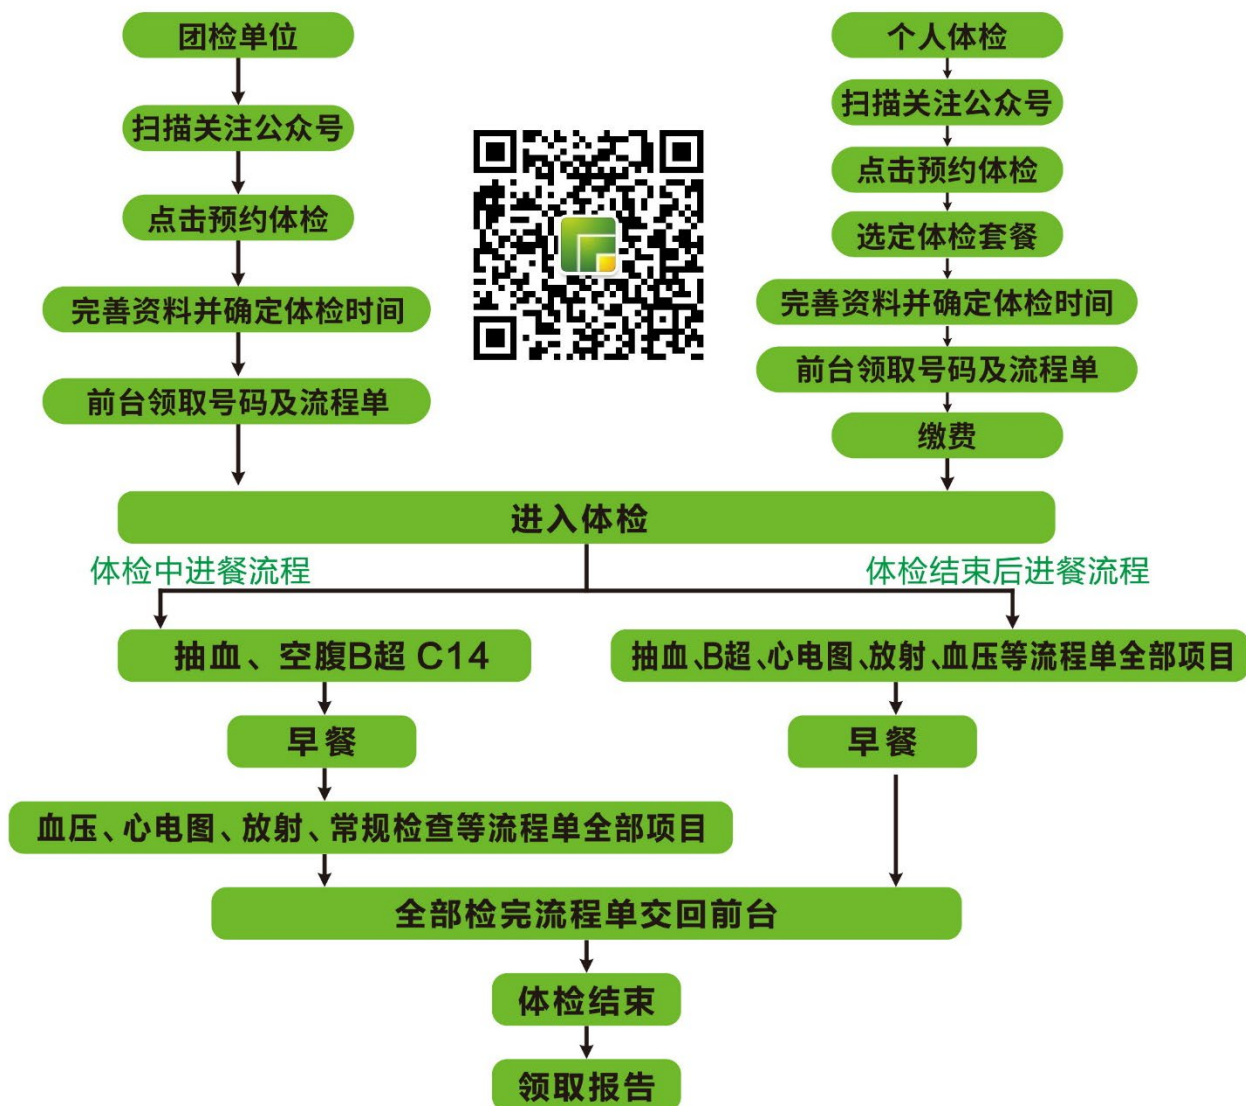 团检单位
扫描关注公众号
点击预约体检
完善资料并确定体检时间
前台领取号码及流程单
个人体检
扫描关注公众号
点击预约体检
选定体检套餐
完善资料并确定体检时间
前台领取号码及流程单
缴费
进入体检
体检中进餐流程
体检结束后进餐流程
抽血、空腹B超 C14
早餐
血压、心电图、放射、常规检查等流程单全部项目
抽血、B超、心电图、放射、血压等流程单全部项目
早餐
全部检完流程单交回前台
体检结束
领取报告